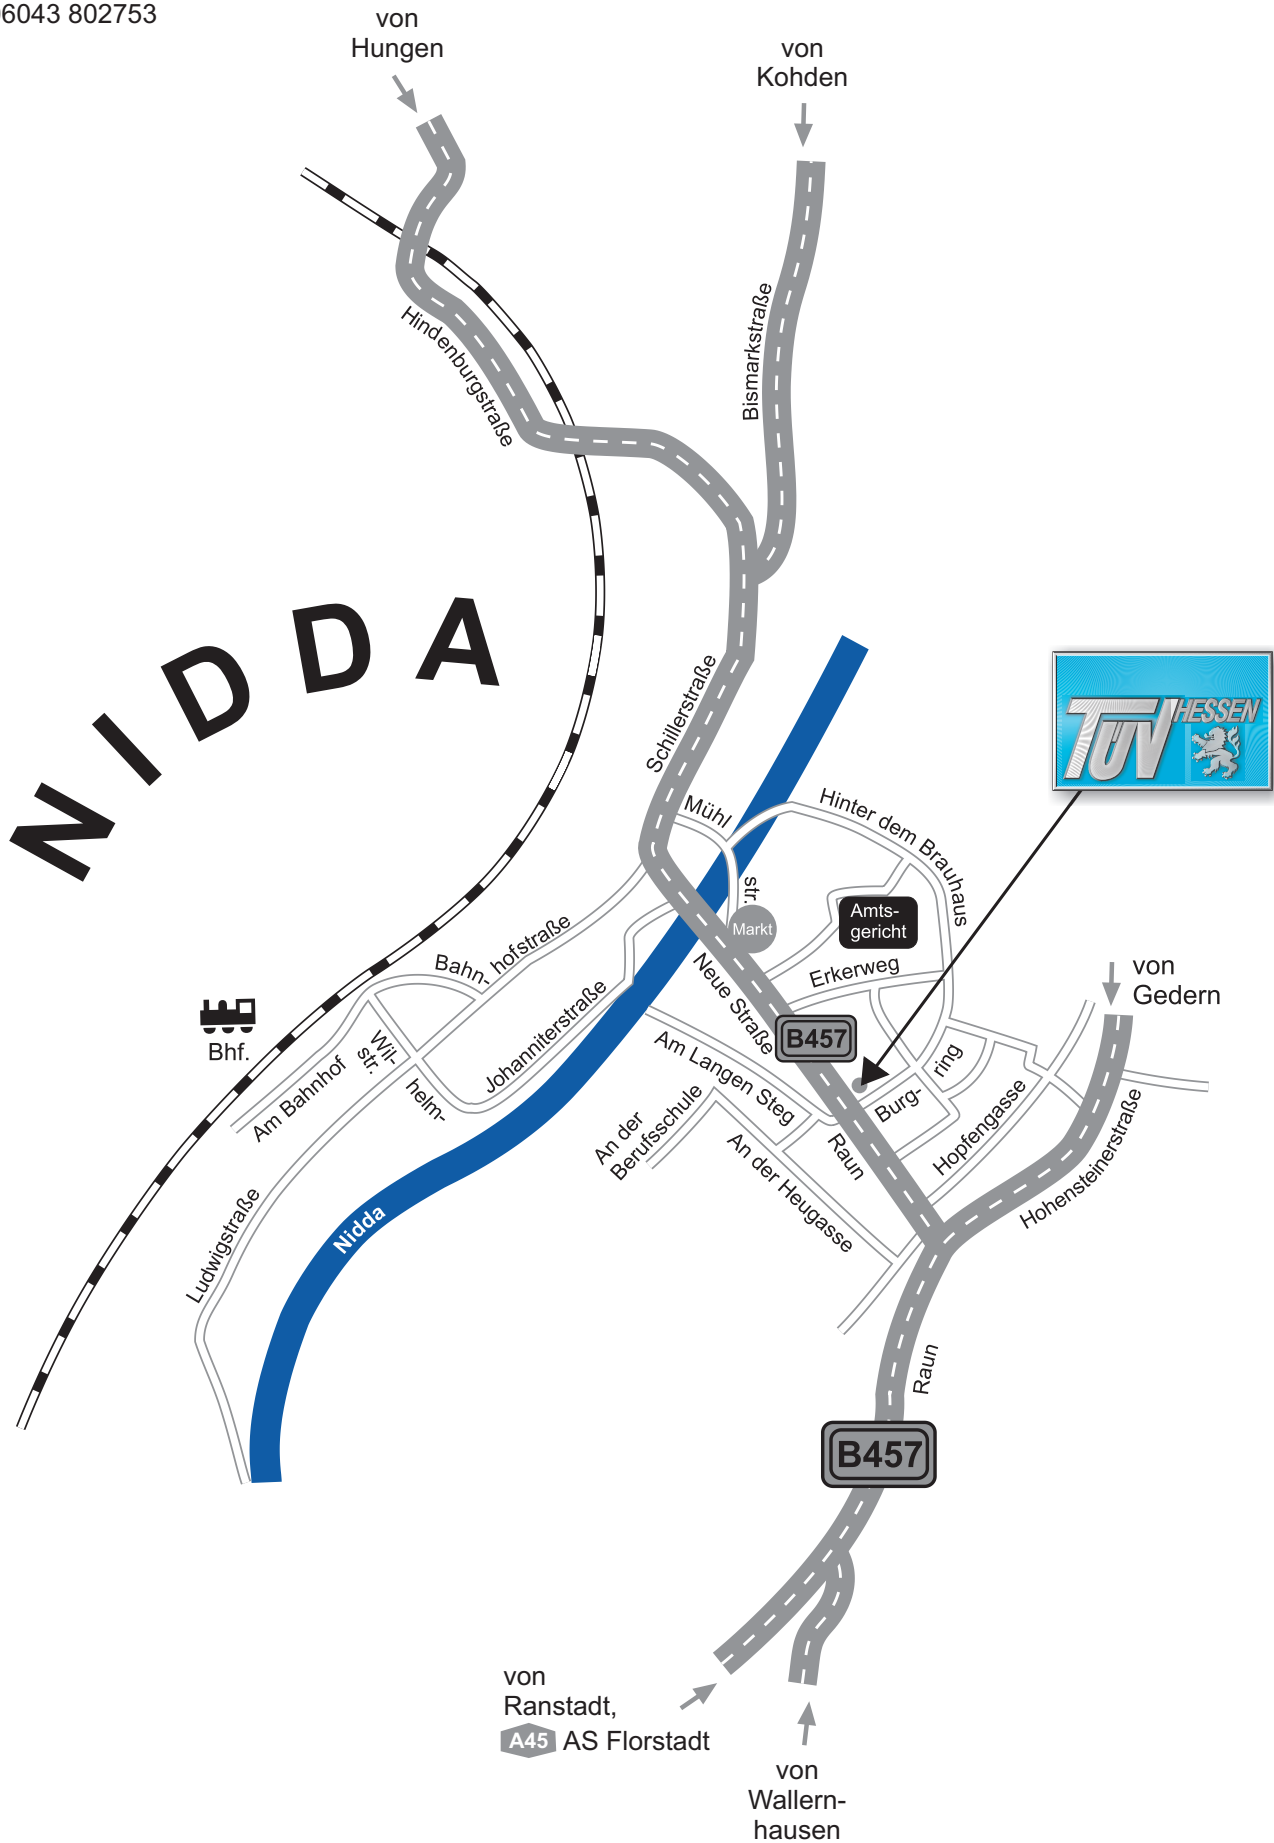 06043 802753
von
Hungen
von
Kohden
Hindenburgstraße
Bismarkstraße
NIDDA
Schillerstraße
TÜV HESSEN
Mühl
str.
Hinter dem Brauhaus
Markt
Amts-
gericht
Bahn-
hofstraße
Erkerweg
Neue Straße
von
Gedern
Bhf.
Johanniterstraße
B457
Wil-
str.
helm-
Am Bahnhof
Am Langen Steg
ring
Burg-
An der
Berufsschule
Hopfengasse
Raun
An der Heugasse
Hohensteinerstraße
Ludwigstraße
Nidda
Raun
B457
von
Ranstadt,
A45 AS Florstadt
von
Wallern-
hausen